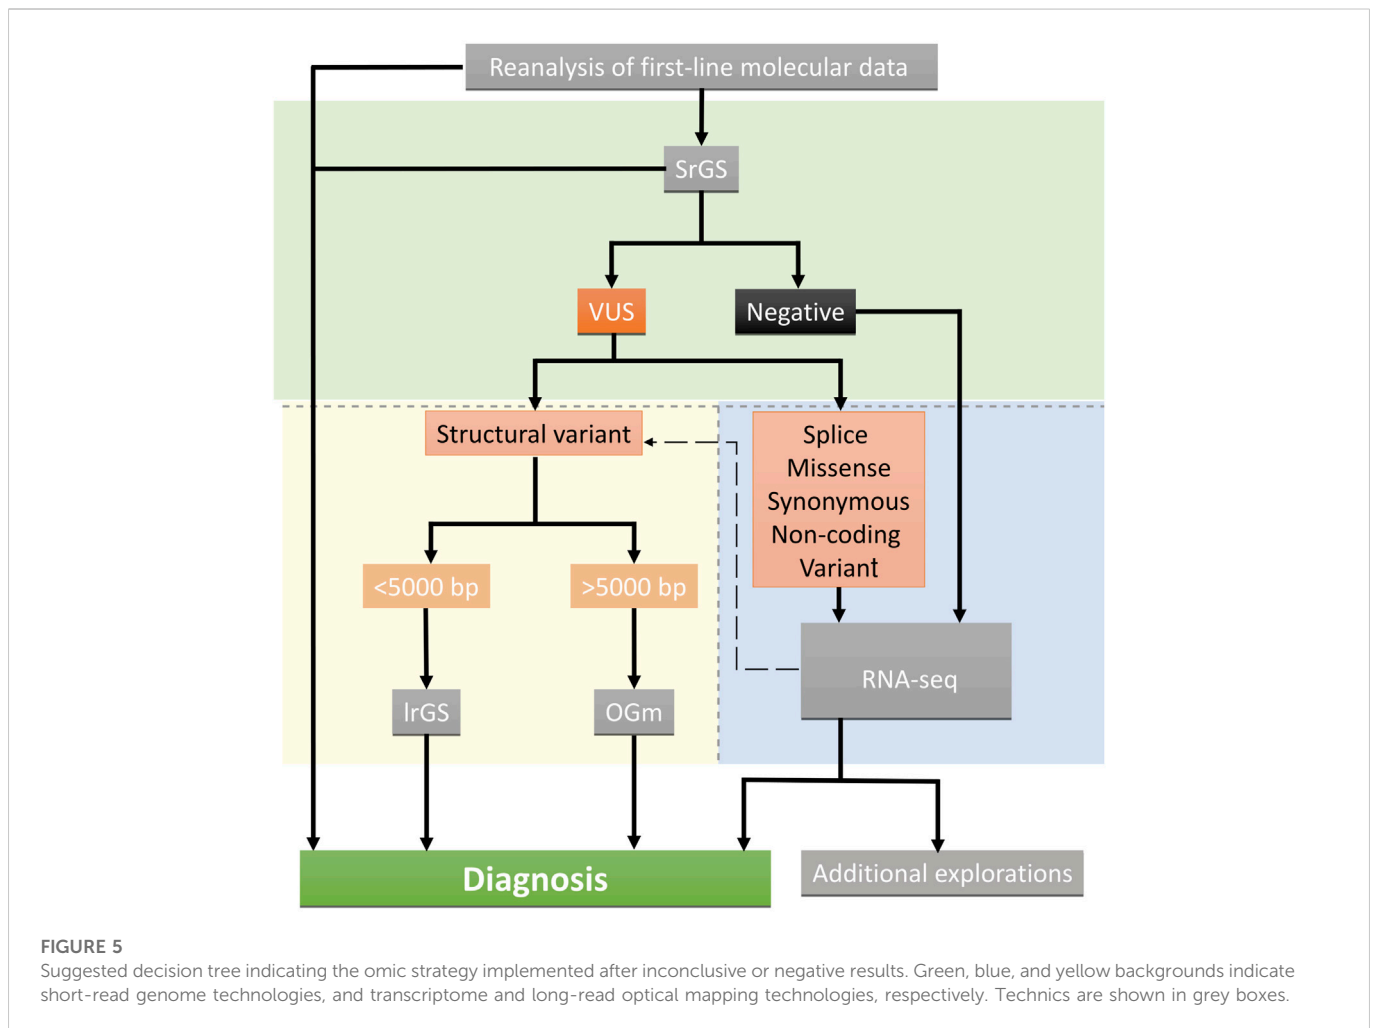 Reanalysis of first-line molecular data
SrGS
VUS
Negative
Structural variant
Splice
Missense
Synonymous
Non-coding
Variant
<5000 bp
>5000 bp
RNA-seq
lrGS
OGm
Diagnosis
Additional explorations
FIGURE 5
Suggested decision tree indicating the omic strategy implemented after inconclusive or negative results. Green, blue, and yellow backgrounds indicate
short-read genome technologies, and transcriptome and long-read optical mapping technologies, respectively. Technics are shown in grey boxes.